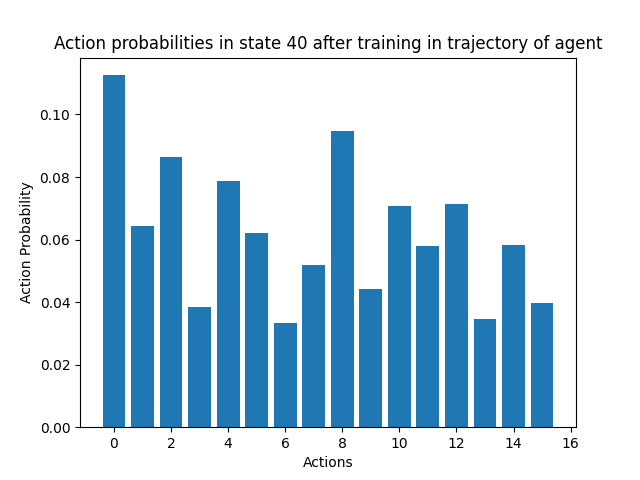 Action probabilities in state 40 after training in trajectory of agent
0.10
0.08
0.06
0.04
0.02
0.00
Action Probability
0 2 4 6 8 10 12 14 16
Actions